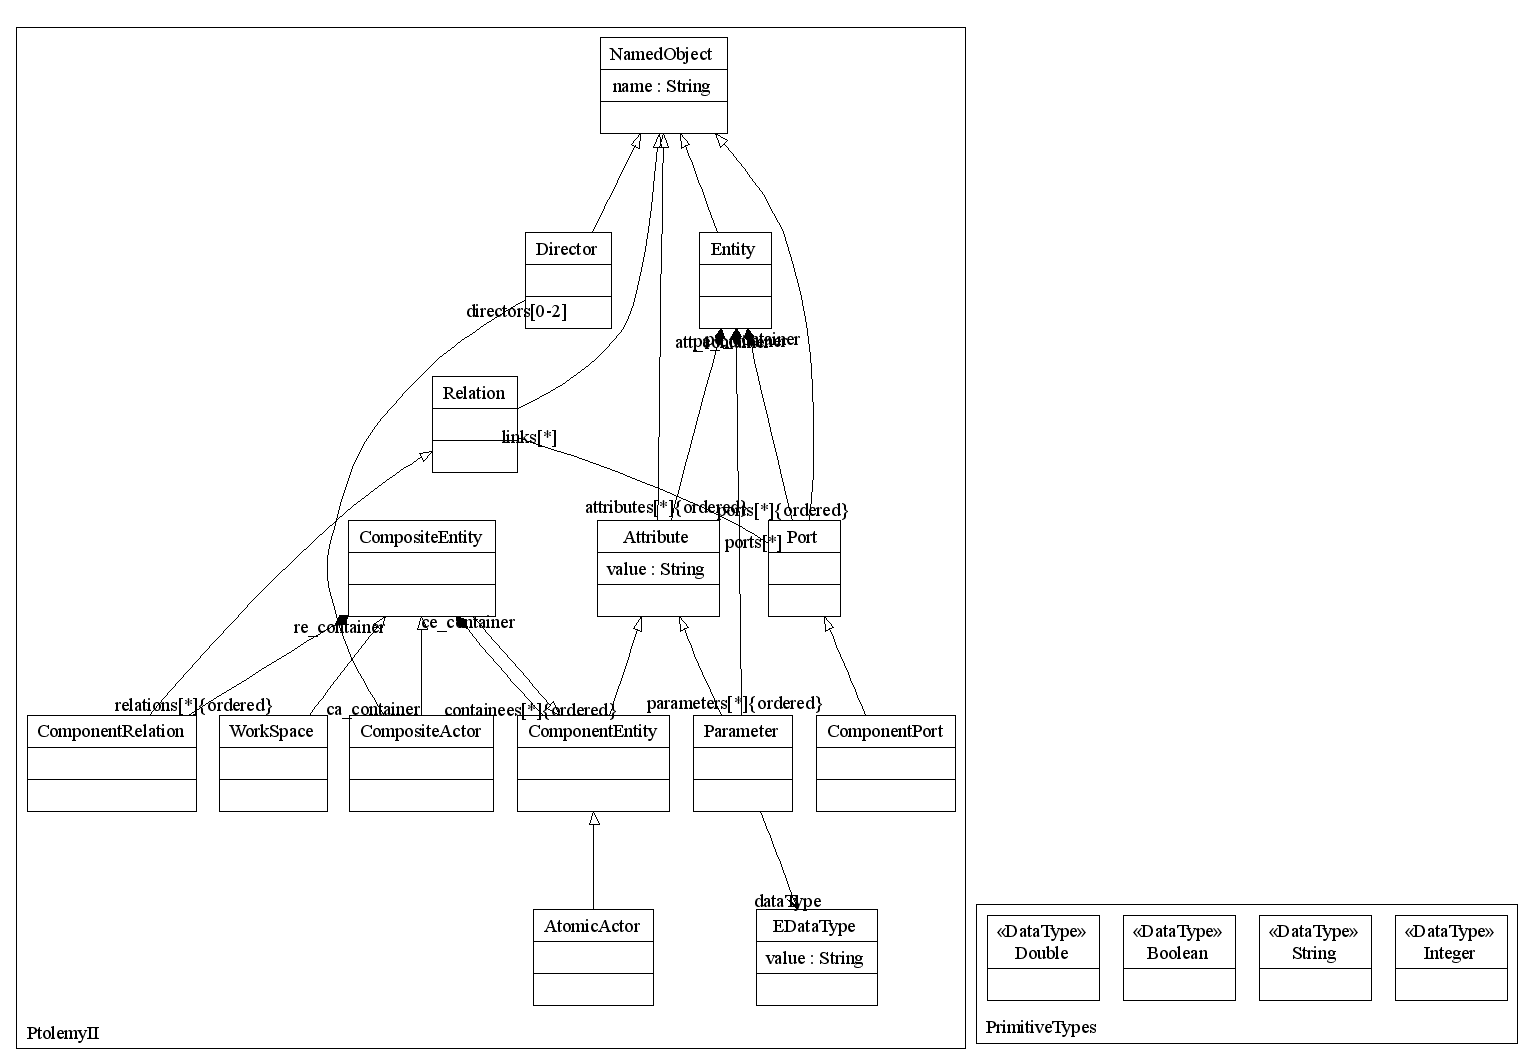 NamedObject
name : String
Director
Entity
directors[0-2]
Relation
links[*]
attributes[*]{ordered}
ports[*]{ordered}
CompositeEntity
Attribute
ports[*]
Port
value : String
re_container
ce_container
relations[*]{ordered}
ca_container
containees[*]{ordered}
parameters[*]{ordered}
ComponentRelation
WorkSpace
CompositeActor
ComponentEntity
Parameter
ComponentPort
dataType
AtomicActor
EDataType
value : String
PtolemyII
«DataType»
Double
«DataType»
Boolean
«DataType»
String
«DataType»
Integer
PrimitiveTypes